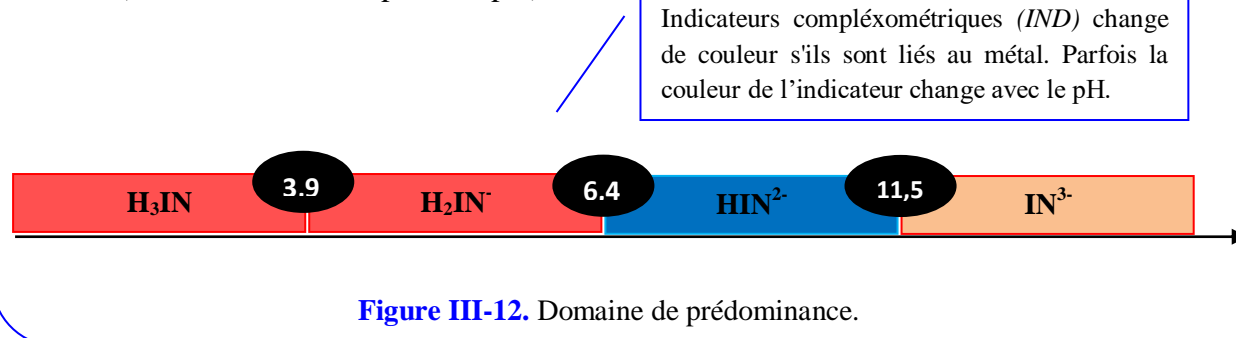 Indicateurs compléxométriques (IND) change
de couleur s'ils sont liés au métal. Parfois la
couleur de l'indicateur change avec le pH.
H₃IN 3.9 H₂IN⁻ 6.4 HIN²⁻ 11,5 IN³⁻
Figure III-12. Domaine de prédominance.